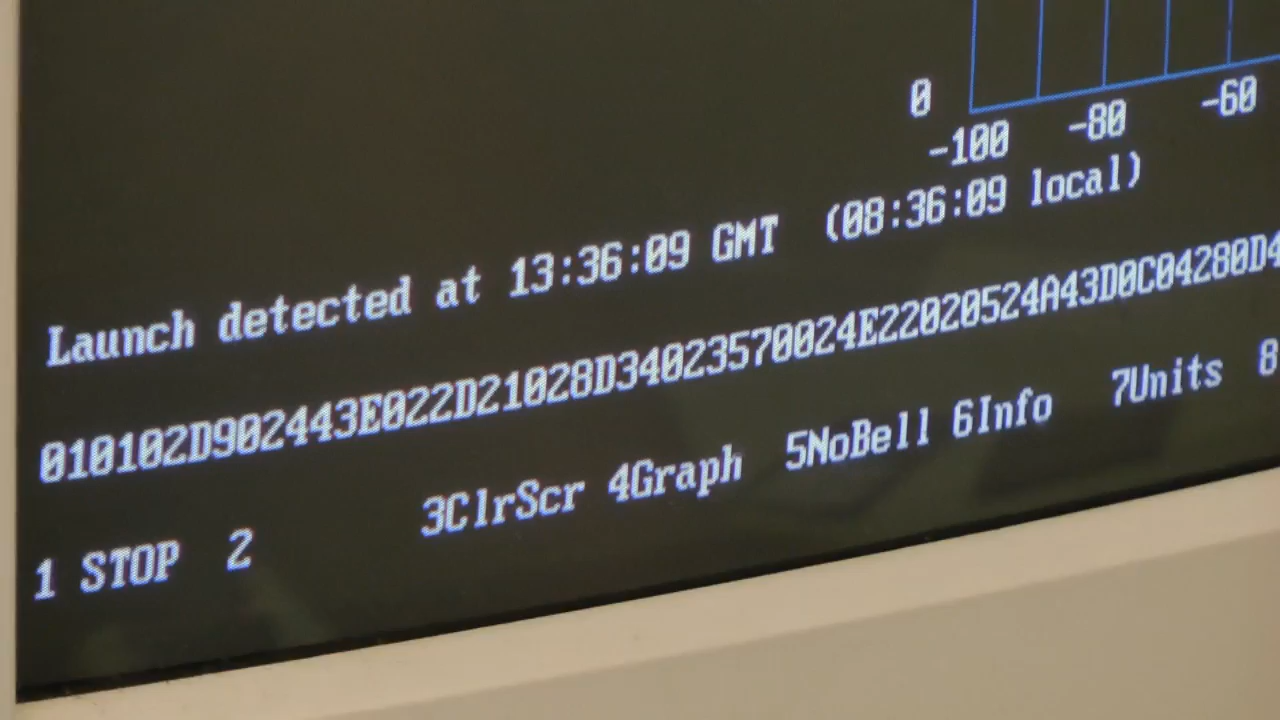 0
-100 -80 -60
Launch detected at 13:36:09 GMT (08:36:09 local)
010102D902443E022D21028D34023570024E22020524A43D0C04280D4
1 STOP 2 3ClrScr 4Graph 5NoBell 6Info 7Units 8